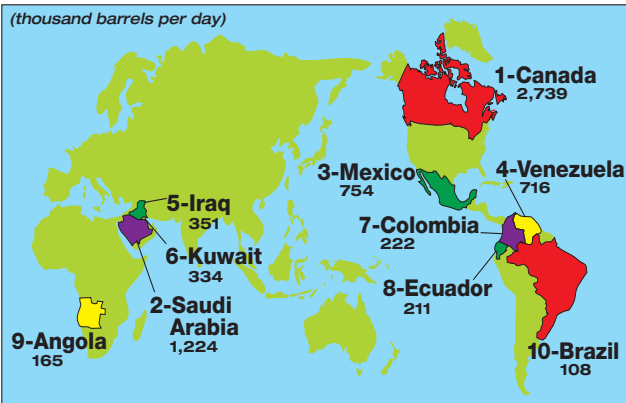 (thousand barrels per day)
1-Canada
2,739
3-Mexico
754
4-Venezuela
716
5-Iraq
351
7-Colombia
222
6-Kuwait
334
8-Ecuador
211
2-Saudi
Arabia
1,224
9-Angola
165
10-Brazil
108